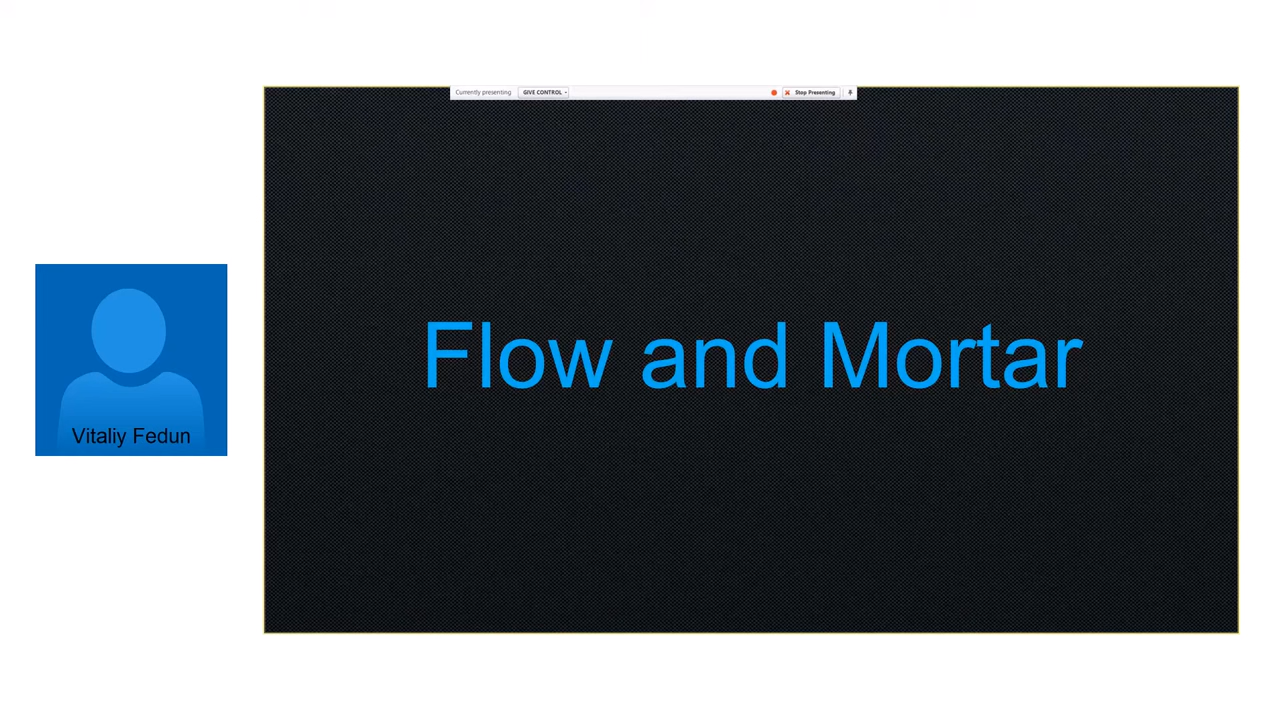 Currently presenting GIVE CONTROL Stop Presenting
Flow and Mortar
Vitaliy Fedun